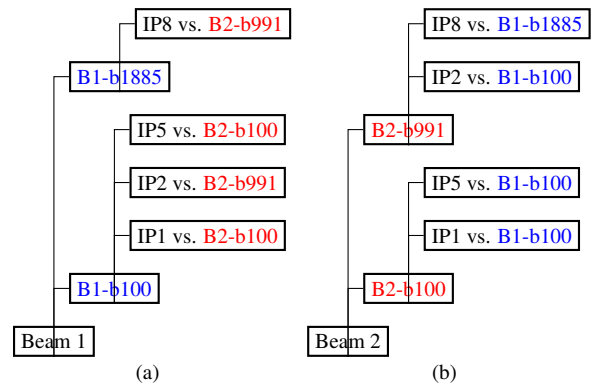 IP8 vs. B2-b991
B1-b1885
IP5 vs. B2-b100
IP2 vs. B2-b991
IP1 vs. B2-b100
B1-b100
Beam 1
(a)
IP8 vs. B1-b1885
IP2 vs. B1-b100
B2-b991
IP5 vs. B1-b100
IP1 vs. B1-b100
B2-b100
Beam 2
(b)